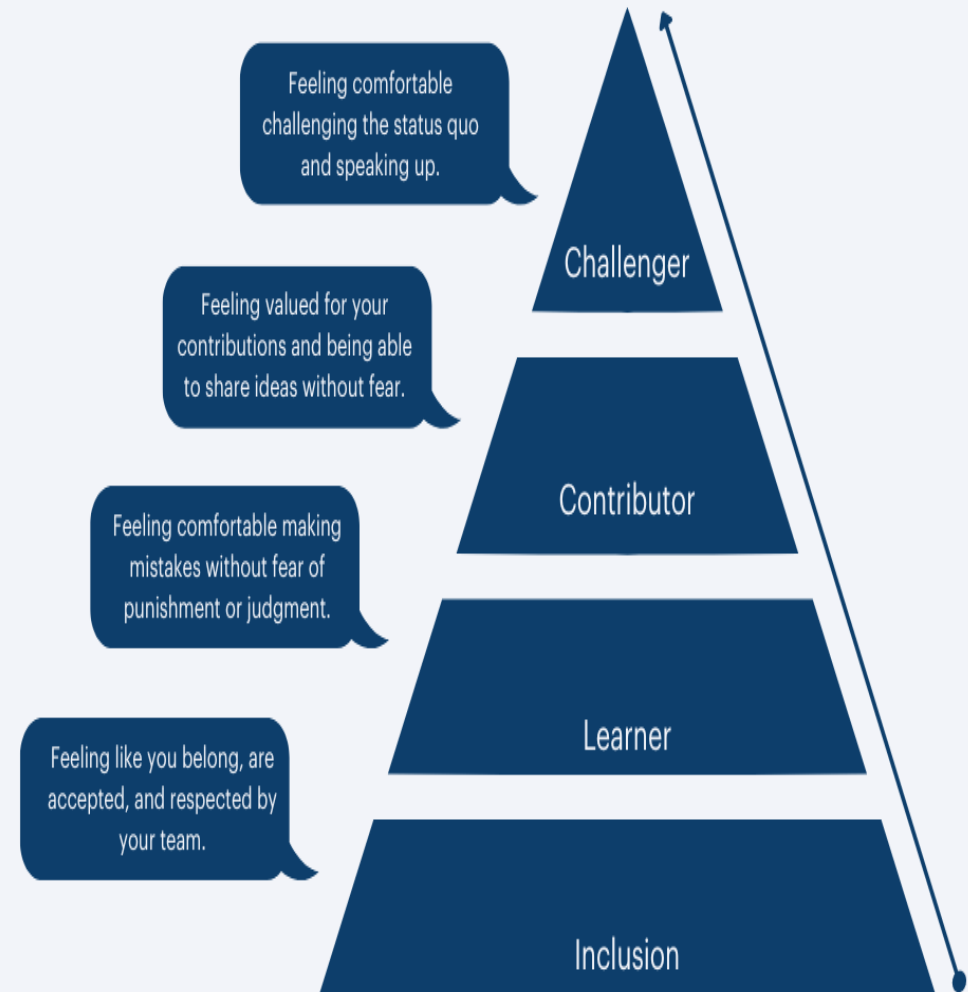 Feeling comfortable
challenging the status quo
and speaking up.
Challenger
Feeling valued for your
contributions and being able
to share ideas without fear.
Contributor
Feeling comfortable making
mistakes without fear of
punishment or judgment.
Learner
Feeling like you belong, are
accepted, and respected by
your team.
Inclusion